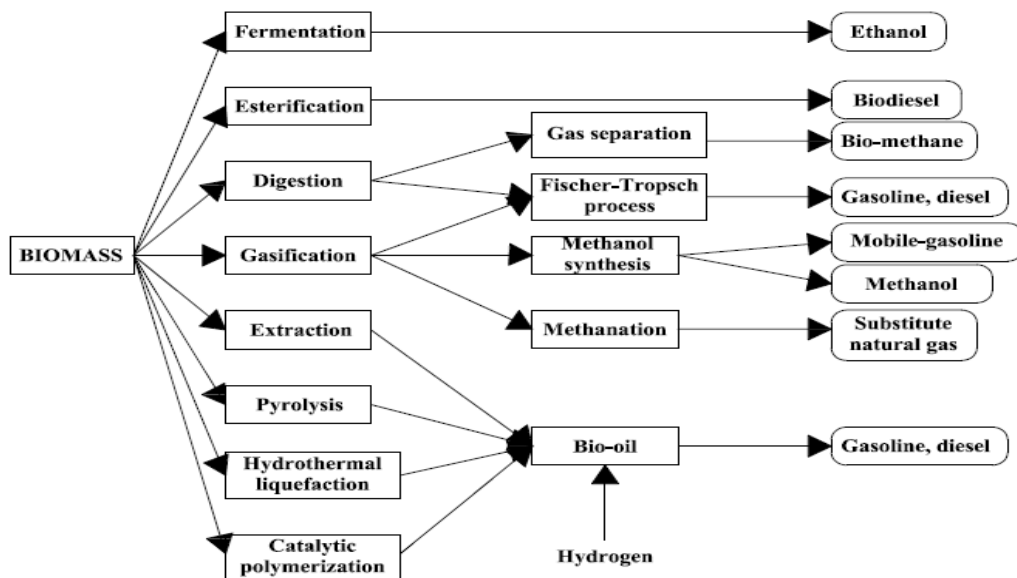 Fermentation
Ethanol
Esterification
Biodiesel
Gas separation
Bio-methane
Digestion
Fischer-Tropsch
process
Gasoline, diesel
BIOMASS
Gasification
Methanol
synthesis
Mobile-gasoline
Methanol
Extraction
Methanation
Substitute
natural gas
Pyrolysis
Bio-oil
Gasoline, diesel
Hydrothermal
liquefaction
Catalytic
polymerization
Hydrogen